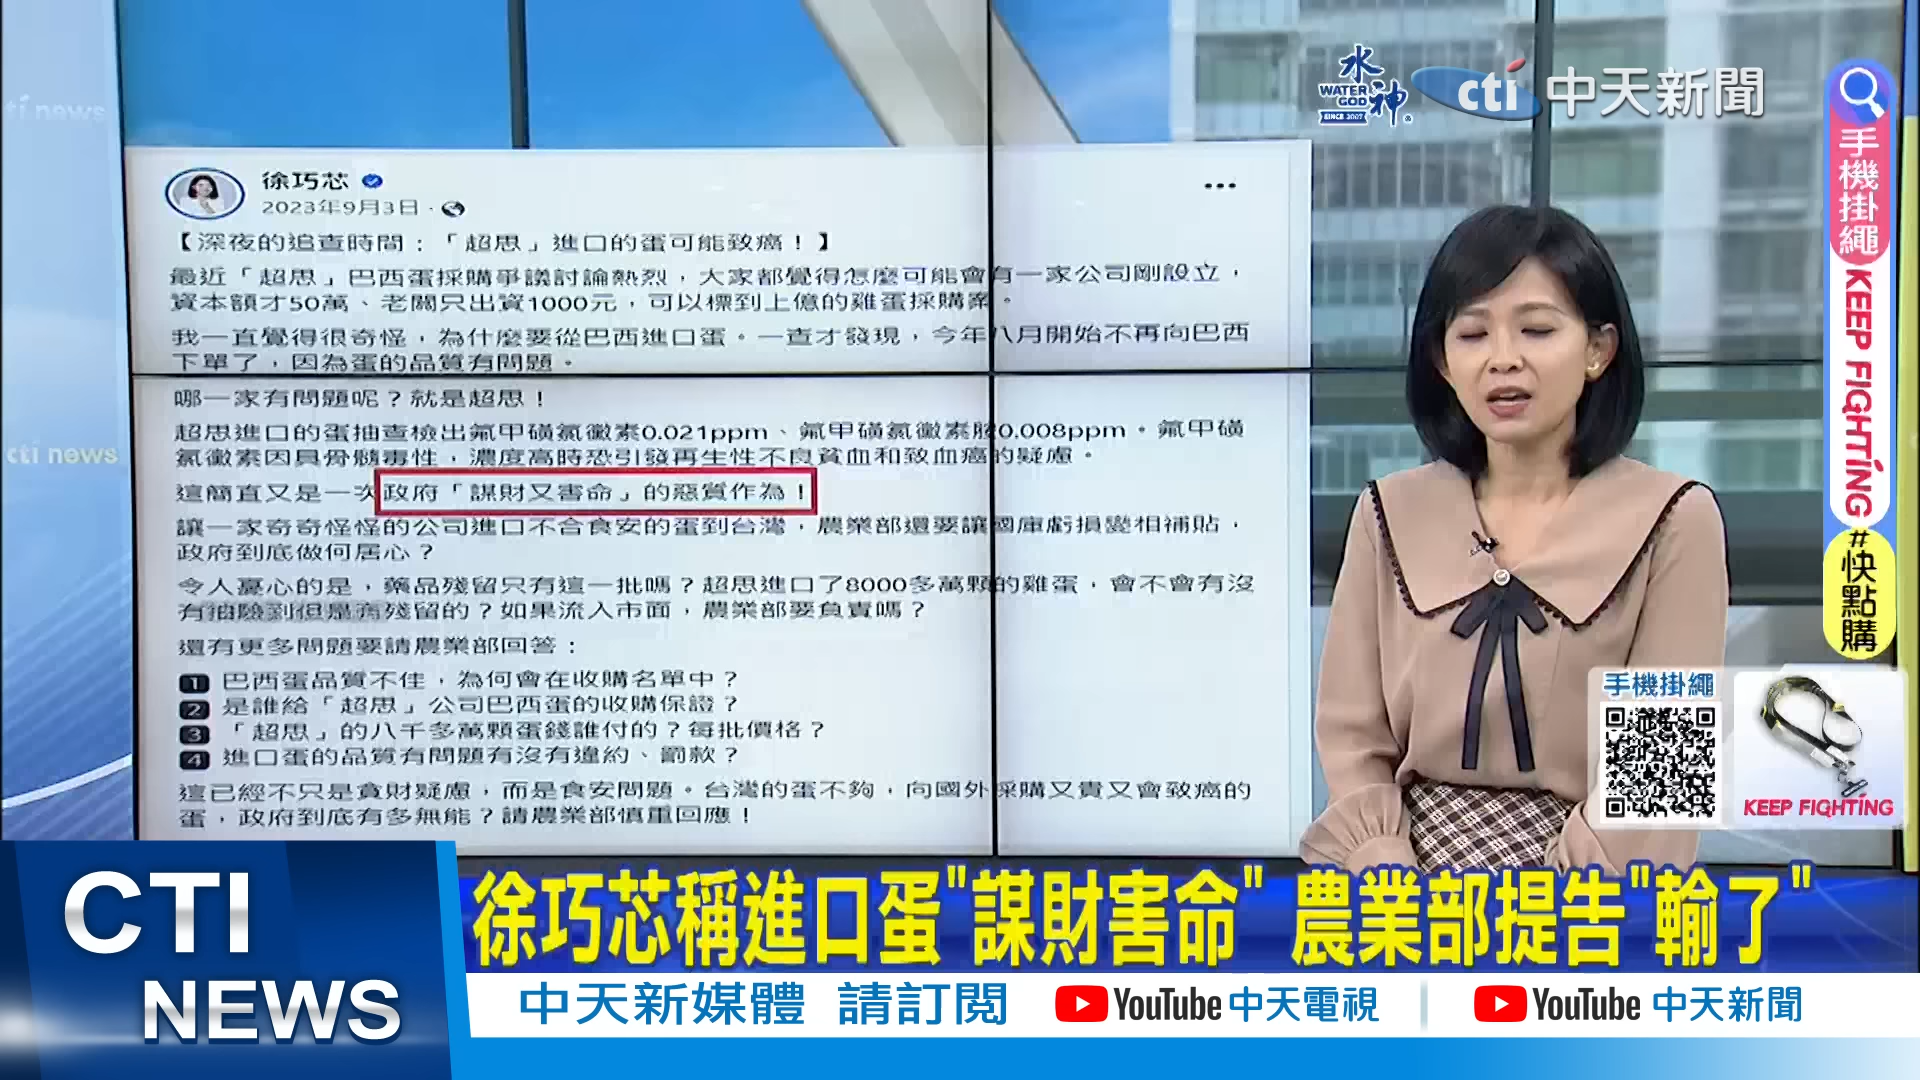 cti news
cti news
水神
WATER GOD
SINCE 2007
cti 中天新聞
手機掛繩
KEEP FIGHTING
#快點購
徐巧芯
2023年9月3日
【深夜的追查時間：「超思」進口的蛋可能致癌！】
最近「超思」巴西蛋採購爭議討論熱烈，大家都覺得怎麼可能會有一家公司剛設立，
資本額才50萬、老闆只出資1000元，可以標到上億的雞蛋採購案。
我一直覺得很奇怪，為什麼要從巴西進口蛋。一查才發現，今年八月開始不再向巴西
下單了，因為蛋的品質有問題。
哪一家有問題呢？就是超思！
超思進口的蛋抽查檢出氟甲磺氯黴素0.021ppm、氟甲磺氯黴素胺0.008ppm。氟甲磺
氯黴素因具骨髓毒性，濃度高時恐引發再生性不良貧血和致血癌的疑慮。
這簡直又是一次政府「謀財又害命」的惡質作為！
讓一家奇奇怪怪的公司進口不合食安的蛋到台灣，農業部還要讓國庫虧損變相補貼，
政府到底做何居心？
令人憂心的是，藥品殘留只有這一批嗎？超思進口了8000多萬顆的雞蛋，會不會有沒
有抽驗到但是有殘留的？如果流入市面，農業部要負責嗎？
還有更多問題要請農業部回答：
1 巴西蛋品質不佳，為何會在收購名單中？
2 是誰給「超思」公司巴西蛋的收購保證？
3 「超思」的八千多萬顆蛋錢誰付的？每批價格？
4 進口蛋的品質有問題有沒有違約、罰款？
這已經不只是貪財疑慮，而是食安問題。台灣的蛋不夠，向國外採購又貴又會致癌的
蛋，政府到底有多無能？請農業部慎重回應！
手機掛繩
KEEP FIGHTING
CTI NEWS
徐巧芯稱進口蛋"謀財害命" 農業部提告"輸了"
中天新媒體 請訂閱 YouTube 中天電視 YouTube 中天新聞